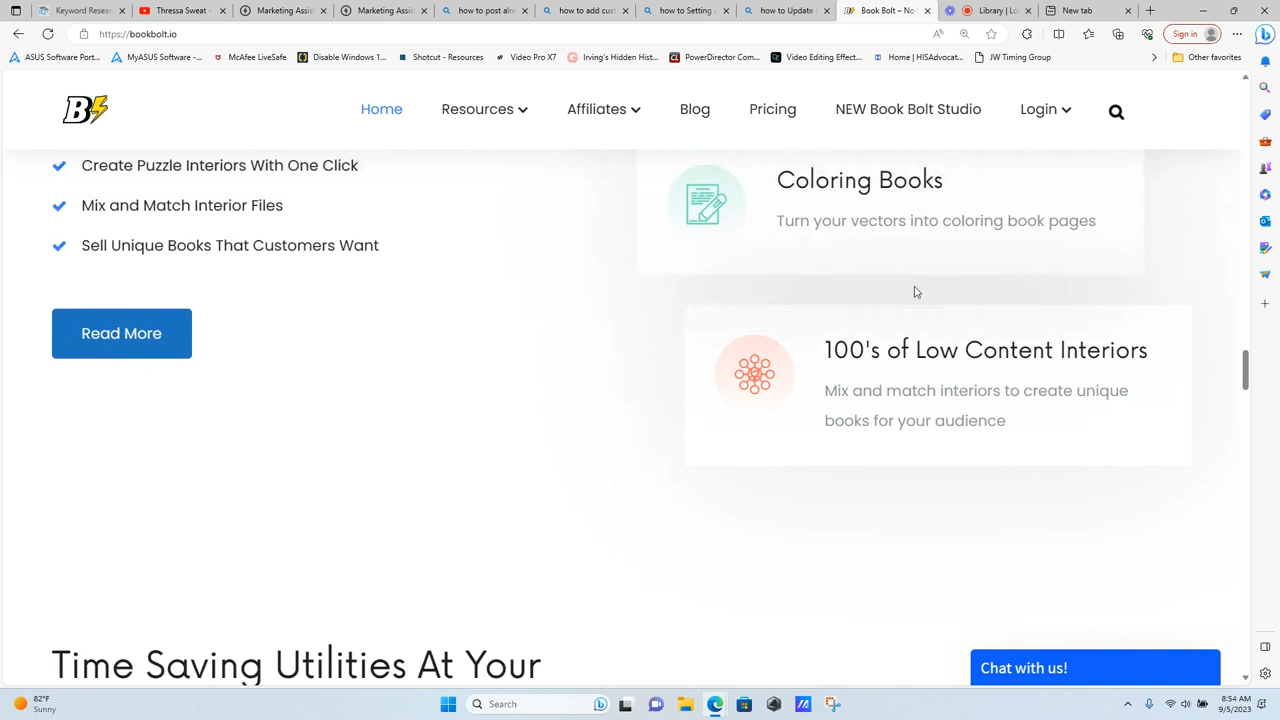 Keyword Resear
Thressa Sweat -
Marketing Assis
Marketing Assis
how to post alre
how to add cust
how to Setting u
how to Update s
Book Bolt – No
Library | Lo
New tab
https://bookbolt.io
Sign in
ASUS Software Port...
MyASUS Software -...
McAfee LiveSafe
Disable Windows 1...
Shotcut - Resources
Video Pro X7
Irving's Hidden Hist...
PowerDirector Com...
Video Editing Effect...
Home | HISAdvocat...
JW Timing Group
Other favorites
B
Home
Resources
Affiliates
Blog
Pricing
NEW Book Bolt Studio
Login
Create Puzzle Interiors With One Click
Mix and Match Interior Files
Sell Unique Books That Customers Want
Read More
Coloring Books
Turn your vectors into coloring book pages
100's of Low Content Interiors
Mix and match interiors to create unique
books for your audience
Time Saving Utilities At Your
Chat with us!
82°F
Sunny
Search
8:54 AM
9/5/2023